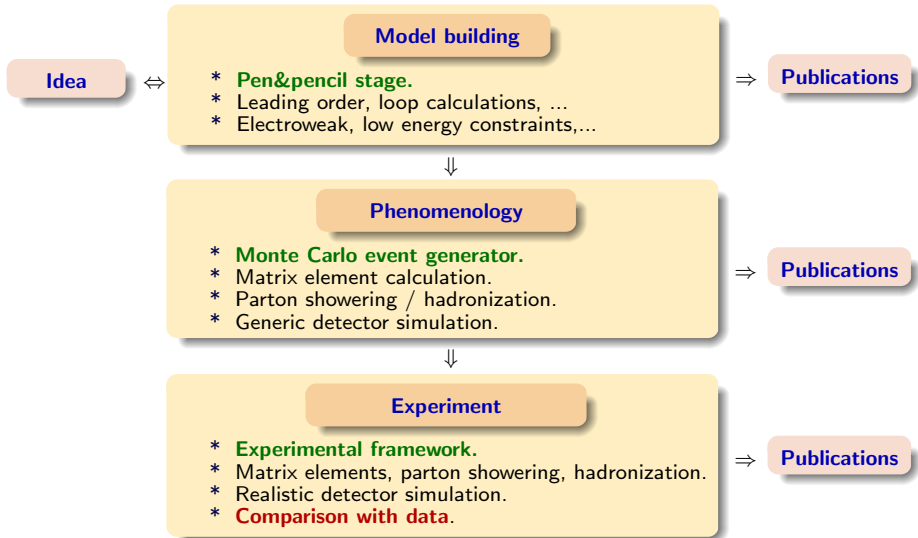 Model building
Idea ⇔ * Pen&pencil stage. ⇒ Publications
* Leading order, loop calculations, ...
* Electroweak, low energy constraints,...
⇓
Phenomenology
* Monte Carlo event generator.
* Matrix element calculation. ⇒ Publications
* Parton showering / hadronization.
* Generic detector simulation.
⇓
Experiment
* Experimental framework.
* Matrix elements, parton showering, hadronization. ⇒ Publications
* Realistic detector simulation.
* Comparison with data.